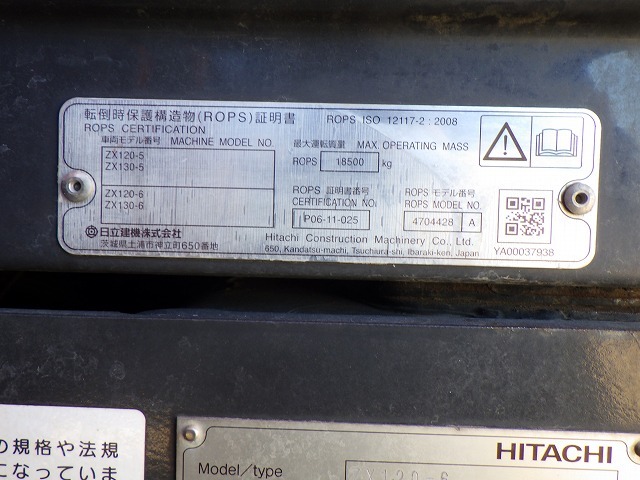 転倒時保護構造物(ROPS)証明書 ROPS ISO 12117-2 : 2008
ROPS CERTIFICATION
車両モデル番号 MACHINE MODEL NO.
ZX120-5
ZX130-5
ZX120-6
ZX130-6
最大運転質量 MAX. OPERATING MASS
ROPS 18500 kg
ROPS 証明書番号
CERTIFICATION NO.
P06-11-025
ROPS モデル番号
ROPS MODEL NO.
4704428 A
日立建機株式会社
茨城県土浦市神立町650番地
Hitachi Construction Machinery Co., Ltd.
650, Kandatsu-machi, Tsuchiura-shi, Ibaraki-ken, Japan
YA00037938
の規格や法規
になっていま
HITACHI
Model/type ZX120-6